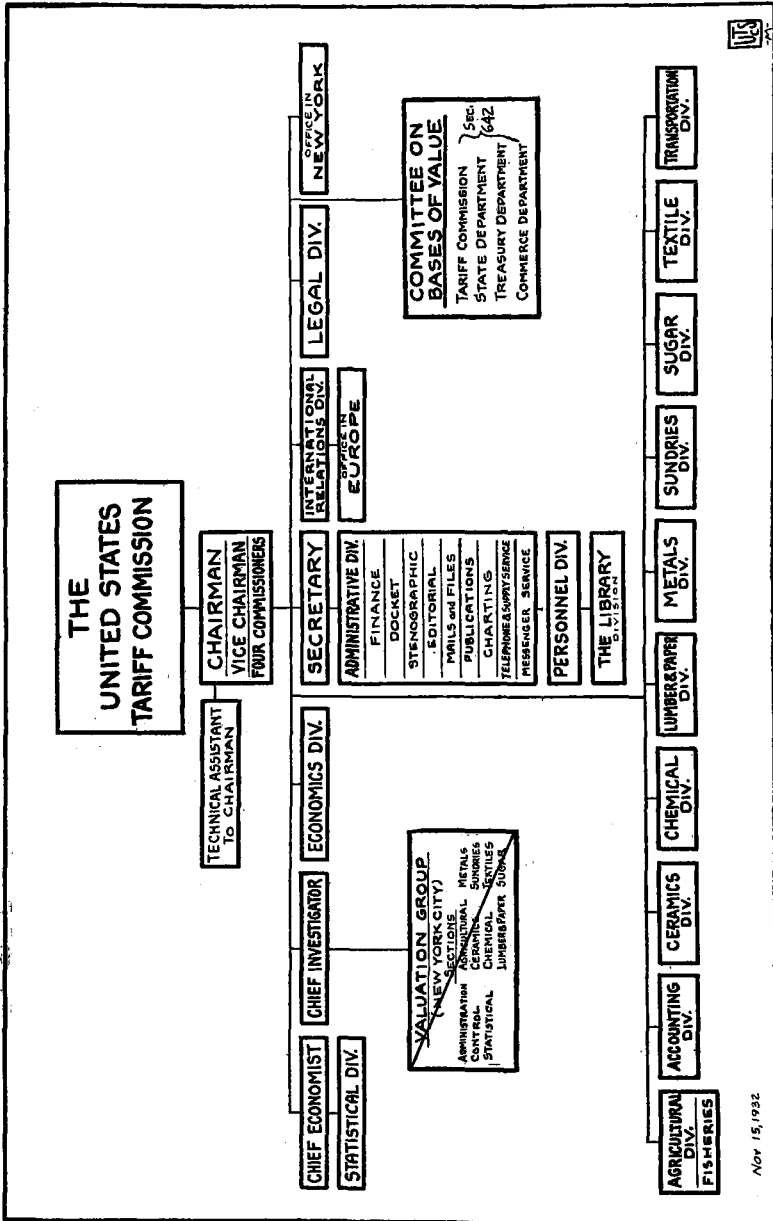 THE
UNITED STATES
TARIFF COMMISSION
TECHNICAL ASSISTANT
TO CHAIRMAN
CHAIRMAN
VICE CHAIRMAN
FOUR COMMISSIONERS
CHIEF ECONOMIST
STATISTICAL DIV.
CHIEF INVESTIGATOR
ECONOMICS DIV.
SECRETARY
ADMINISTRATIVE DIV.
FINANCE
DOCKET
STENOGRAPHIC
EDITORIAL
MAILS and FILES
PUBLICATIONS
CHARTING
TELEPHONE & SUPPLY SERVICE
MESSENGER SERVICE
PERSONNEL DIV.
THE LIBRARY
DIVISION
INTERNATIONAL
RELATIONS DIV.
OFFICE IN
EUROPE
LEGAL DIV.
OFFICE IN
NEW YORK
VALUATION GROUP
(NEW YORK CITY)
SECTIONS
ADMINISTRATION AGRICULTURAL METALS
CONTROL CERAMICS SUNDRIES
STATISTICAL CHEMICAL TEXTILES
LUMBER & PAPER SUGAR
COMMITTEE ON
BASES OF VALUE
TARIFF COMMISSION
STATE DEPARTMENT
TREASURY DEPARTMENT
COMMERCE DEPARTMENT
SEC.
642
AGRICULTURAL
DIV.
FISHERIES
ACCOUNTING
DIV.
CERAMICS
DIV.
CHEMICAL
DIV.
LUMBER & PAPER
DIV.
METALS
DIV.
SUNDRIES
DIV.
SUGAR
DIV.
TEXTILE
DIV.
TRANSPORTATION
DIV.
Nov 15, 1932